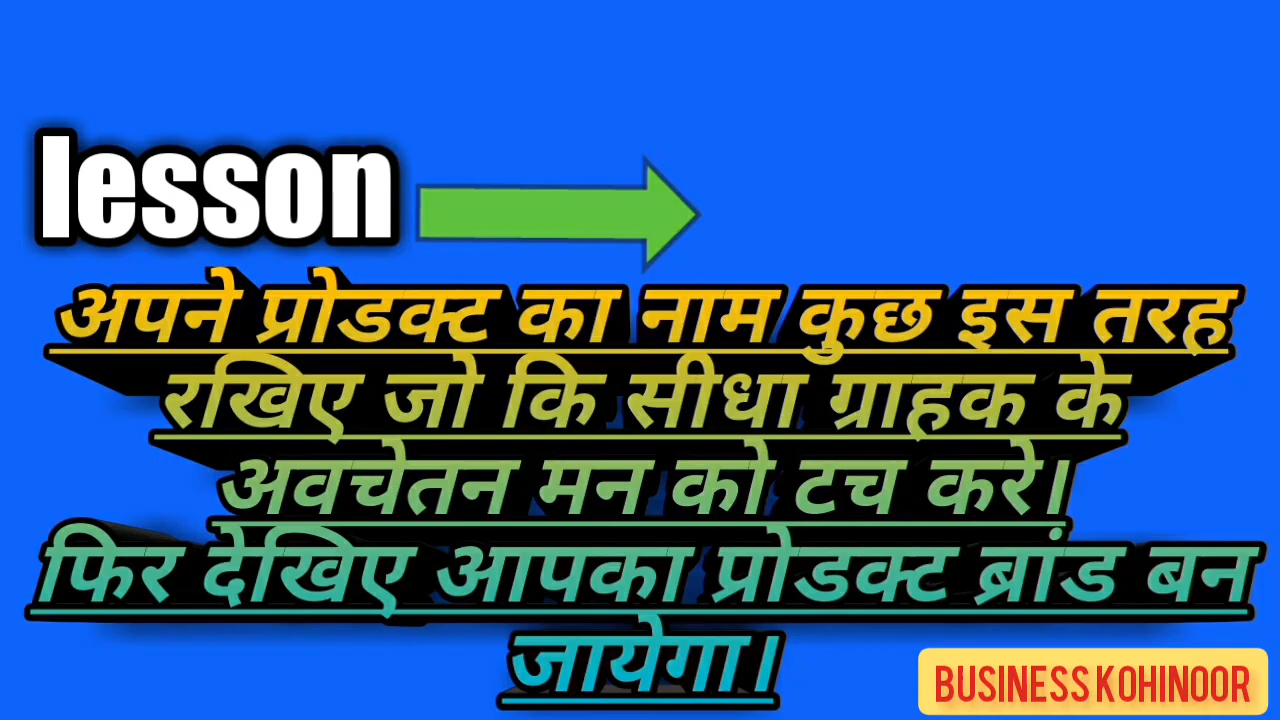 lesson
अपने प्रोडक्ट का नाम कुछ इस तरह
रखिए जो कि सीधा ग्राहक के
अवचेतन मन को टच करे।
फिर देखिए आपका प्रोडक्ट ब्रांड बन
जायेगा।
BUSINESS KOHINOOR